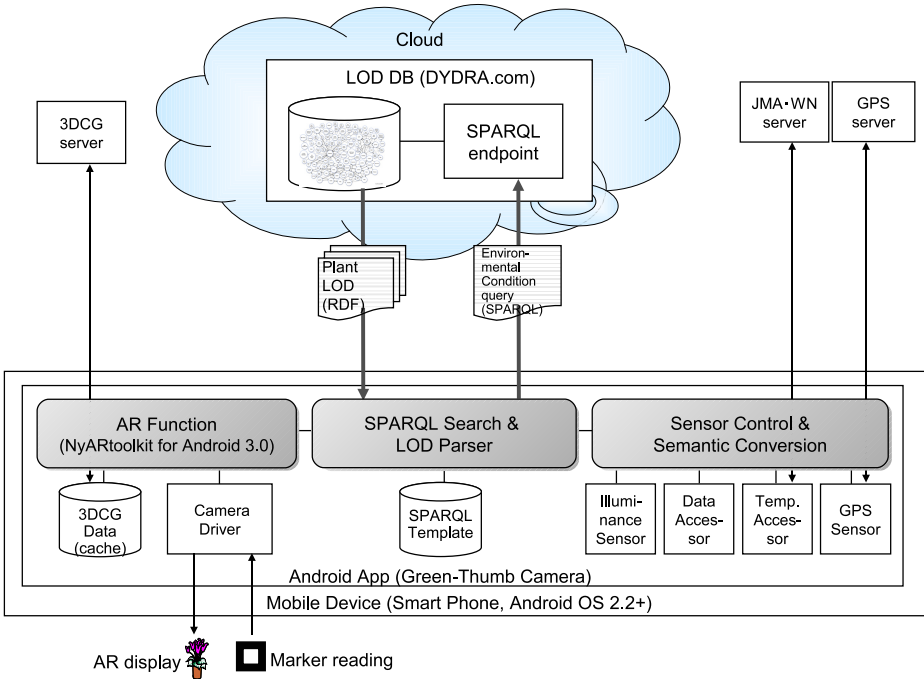 Cloud
LOD DB (DYDRA.com)
SPARQL
endpoint
3DCG
server
JMA・WN
server
GPS
server
Plant
LOD
(RDF)
Environ-
mental
Condition
query
(SPARQL)
AR Function
(NyARtoolkit for Android 3.0)
SPARQL Search &
LOD Parser
Sensor Control &
Semantic Conversion
3DCG
Data
(cache)
Camera
Driver
SPARQL
Template
Illumi-
nance
Sensor
Data
Acces-
sor
Temp.
Acces-
sor
GPS
Sensor
Android App (Green-Thumb Camera)
Mobile Device (Smart Phone, Android OS 2.2+)
AR display
Marker reading